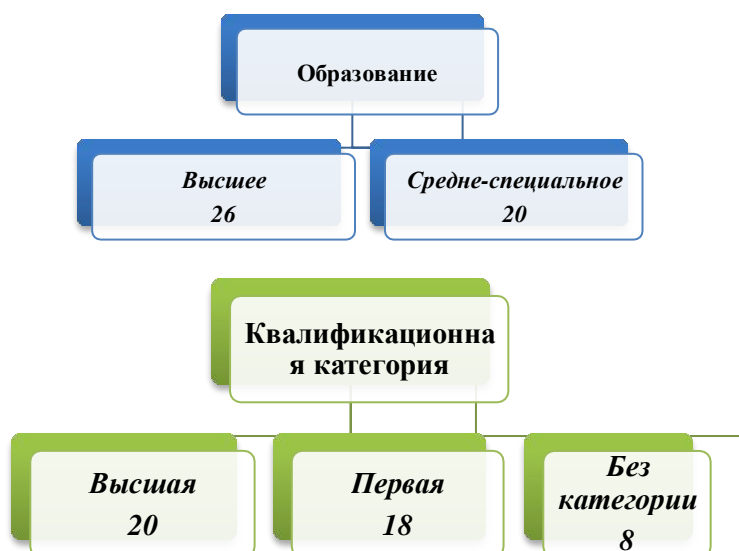 Образование
Высшее
26
Средне-специальное
20
Квалификационна
я категория
Высшая
20
Первая
18
Без
категории
8